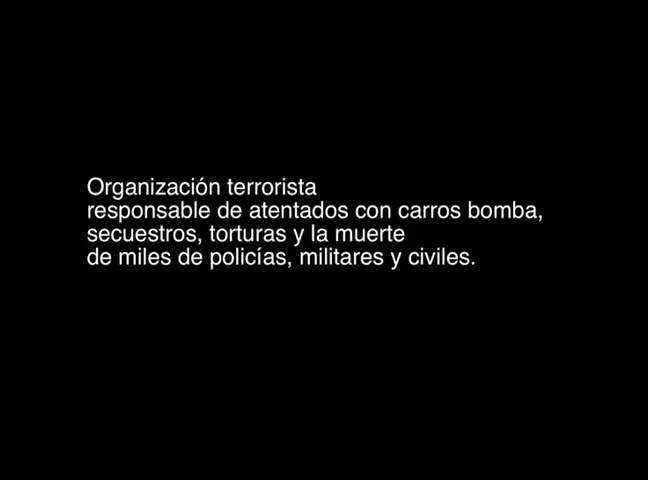 Organización terrorista
responsable de atentados con carros bomba,
secuestros, torturas y la muerte
de miles de policías, militares y civiles.